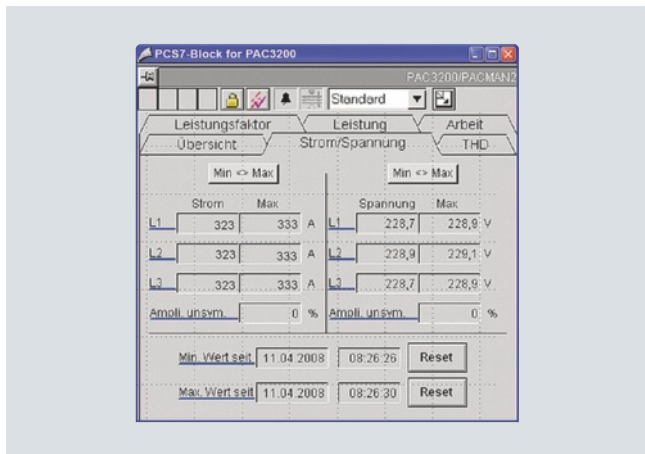 PCS7-Block for PAC3200
PAC3200/PACMAN2
Standard
Leistungsfaktor Leistung Arbeit
Übersicht Strom/Spannung THD
Min <> Max Min <> Max
Strom Max Spannung Max
L1 323 333 A L1 228,7 228,9 V
L2 323 333 A L2 228,9 229,1 V
L3 323 333 A L3 228,7 228,9 V
Ampli. unsym. 0 % Ampli. unsym. 0 %
Min. Wert seit 11.04.2008 08:26:26 Reset
Max. Wert seit 11.04.2008 08:26:30 Reset